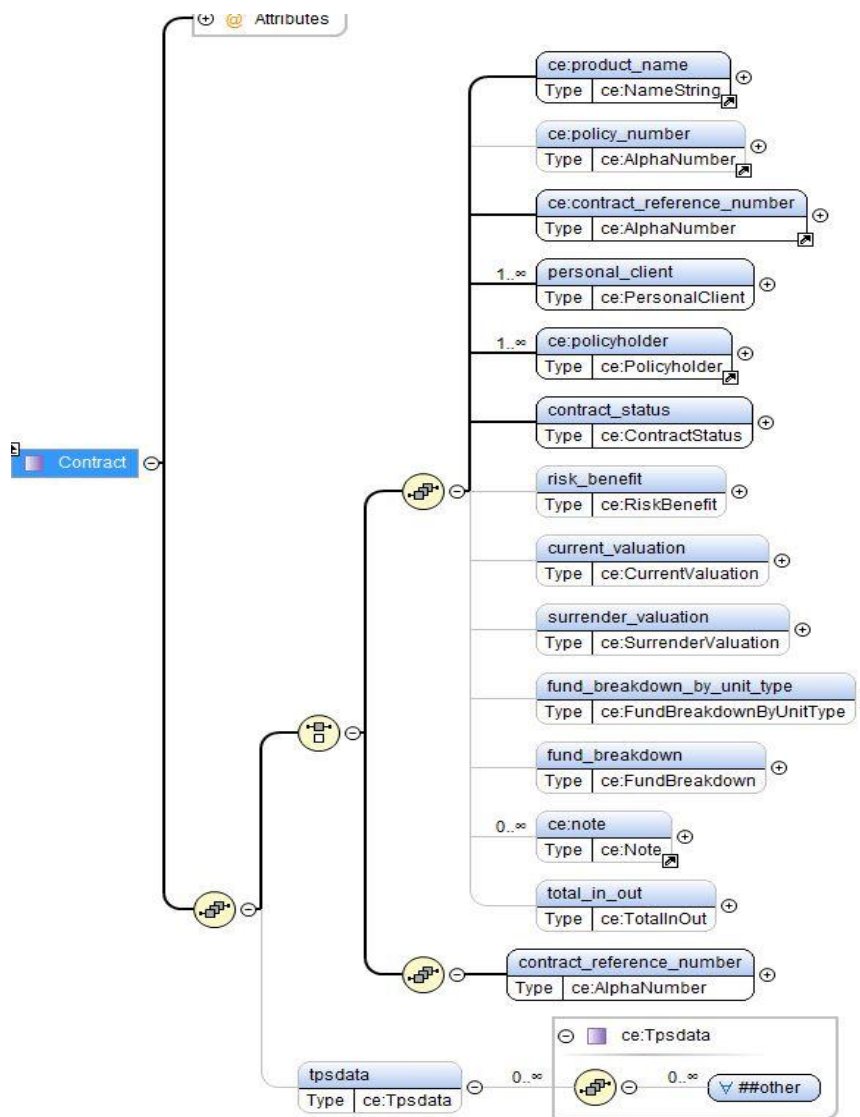 @ Attributes
ce:product_name
Type ce:NameString
ce:policy_number
Type ce:AlphaNumber
ce:contract_reference_number
Type ce:AlphaNumber
1..∞ personal_client
Type ce:PersonalClient
1..∞ ce:policyholder
Type ce:Policyholder
contract_status
Type ce:ContractStatus
Contract
risk_benefit
Type ce:RiskBenefit
current_valuation
Type ce:CurrentValuation
surrender_valuation
Type ce:SurrenderValuation
fund_breakdown_by_unit_type
Type ce:FundBreakdownByUnitType
fund_breakdown
Type ce:FundBreakdown
0..∞ ce:note
Type ce:Note
total_in_out
Type ce:TotalInOut
contract_reference_number
Type ce:AlphaNumber
ce:Tpsdata
tpsdata
Type ce:Tpsdata
0..∞ 0..∞ ∀ ##other